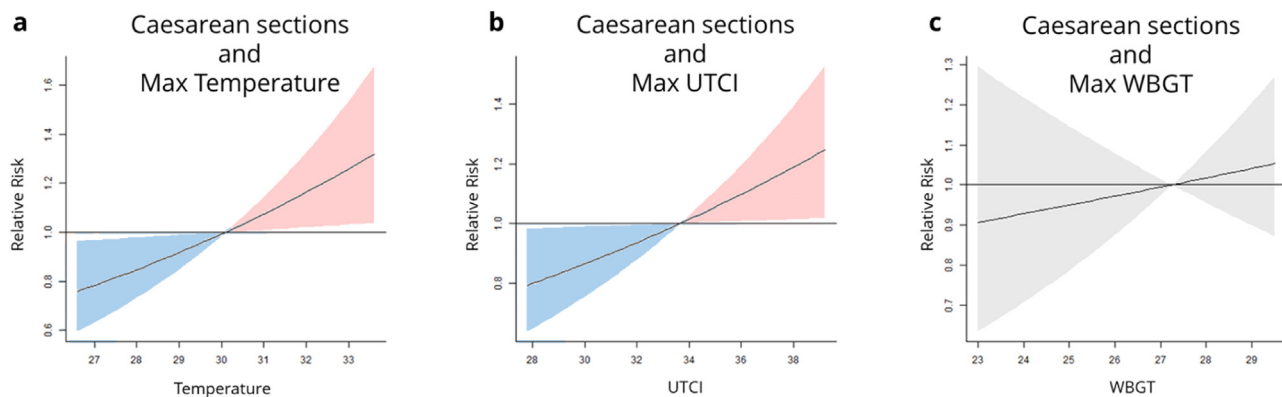 a
Caesarean sections
and
Max Temperature
Relative Risk
1.6
1.4
1.2
1.0
0.8
0.6
27 28 29 30 31 32 33
Temperature
b
Caesarean sections
and
Max UTCI
Relative Risk
1.4
1.2
1.0
0.8
28 30 32 34 36 38
UTCI
c
Caesarean sections
and
Max WBGT
Relative Risk
1.3
1.2
1.1
1.0
0.9
0.8
0.7
23 24 25 26 27 28 29
WBGT